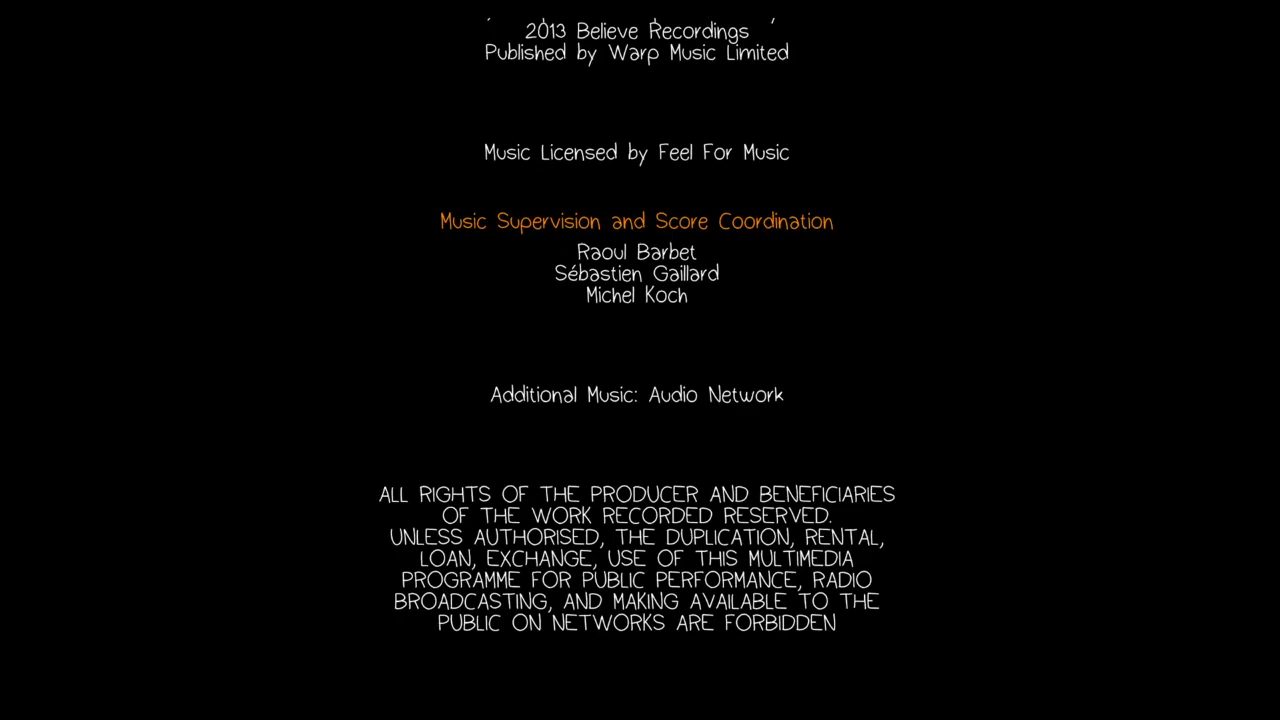 2013 Believe Recordings
Published by Warp Music Limited
Music Licensed by Feel For Music
Music Supervision and Score Coordination
Raoul Barbet
Sébastien Gaillard
Michel Koch
Additional Music: Audio Network
ALL RIGHTS OF THE PRODUCER AND BENEFICIARIES
OF THE WORK RECORDED RESERVED.
UNLESS AUTHORISED, THE DUPLICATION, RENTAL,
LOAN, EXCHANGE, USE OF THIS MULTIMEDIA
PROGRAMME FOR PUBLIC PERFORMANCE, RADIO
BROADCASTING, AND MAKING AVAILABLE TO THE
PUBLIC ON NETWORKS ARE FORBIDDEN